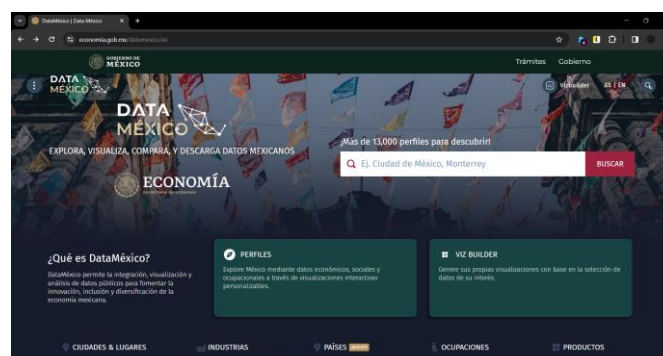 DataMéxico | Data México
economia.gob.mx/datamexico/es
GOBIERNO DE
MÉXICO
Trámites Gobierno
DATA
MÉXICO
Vizbuilder ES | EN
DATA
MÉXICO
EXPLORA, VISUALIZA, COMPARA, Y DESCARGA DATOS MEXICANOS
ECONOMÍA
SECRETARÍA DE ECONOMÍA
¡Más de 13,000 perfiles para descubrir!
Ej. Ciudad de México, Monterrey
BUSCAR
¿Qué es DataMéxico?
DataMéxico permite la integración, visualización y
análisis de datos públicos para fomentar la
innovación, inclusión y diversificación de la
economía mexicana.
PERFILES
Explore México mediante datos económicos, sociales y
ocupacionales a través de visualizaciones interactivas
personalizables.
VIZ BUILDER
Genere sus propias visualizaciones con base en la selección de
datos de su interés.
CIUDADES & LUGARES INDUSTRIAS PAÍSES OCUPACIONES PRODUCTOS